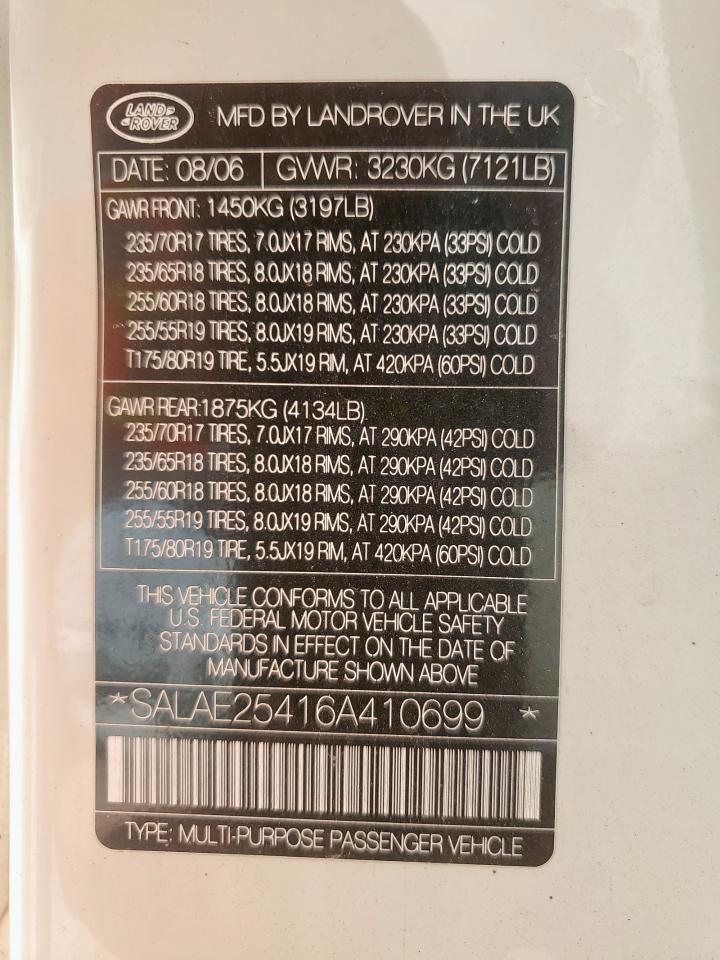 LAND ROVER
MFD BY LANDROVER IN THE UK
DATE: 08/06 GVWR: 3230KG (7121LB)
GAWR FRONT: 1450KG (3197LB)
235/70R17 TIRES, 7.0JX17 RIMS, AT 230KPA (33PSI) COLD
235/65R18 TIRES, 8.0JX18 RIMS, AT 230KPA (33PSI) COLD
255/60R18 TIRES, 8.0JX18 RIMS, AT 230KPA (33PSI) COLD
255/55R19 TIRES, 8.0JX19 RIMS, AT 230KPA (33PSI) COLD
T175/80R19 TIRE, 5.5JX19 RIM, AT 420KPA (60PSI) COLD
GAWR REAR:1875KG (4134LB)
235/70R17 TIRES, 7.0JX17 RIMS, AT 290KPA (42PSI) COLD
235/65R18 TIRES, 8.0JX18 RIMS, AT 290KPA (42PSI) COLD
255/60R18 TIRES, 8.0JX18 RIMS, AT 290KPA (42PSI) COLD
255/55R19 TIRES, 8.0JX19 RIMS, AT 290KPA (42PSI) COLD
T175/80R19 TIRE, 5.5JX19 RIM, AT 420KPA (60PSI) COLD
THIS VEHICLE CONFORMS TO ALL APPLICABLE
U.S. FEDERAL MOTOR VEHICLE SAFETY
STANDARDS IN EFFECT ON THE DATE OF
MANUFACTURE SHOWN ABOVE
*SALAE25416A410699 *
TYPE: MULTI-PURPOSE PASSENGER VEHICLE